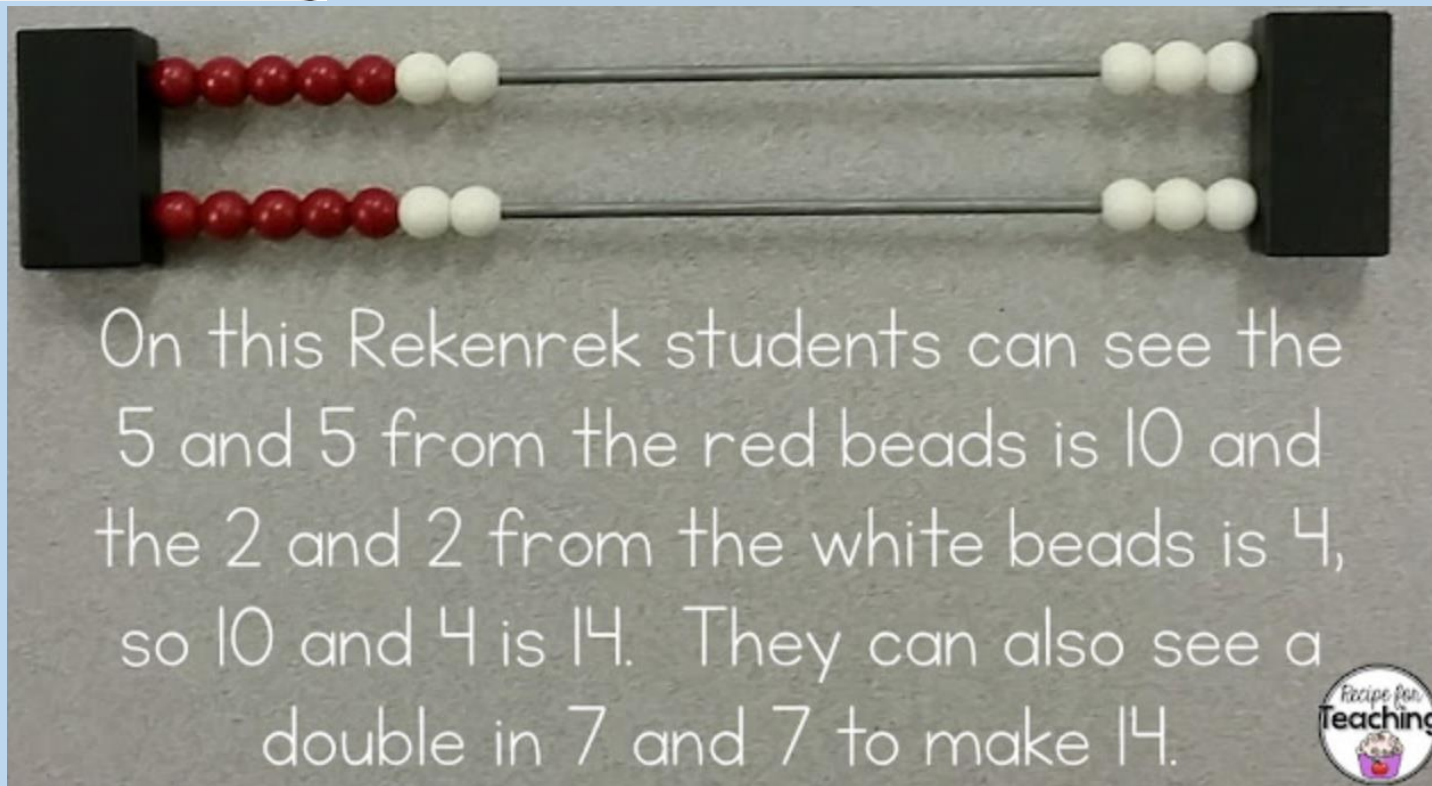 On this Rekenrek students can see the
5 and 5 from the red beads is 10 and
the 2 and 2 from the white beads is 4,
so 10 and 4 is 14. They can also see a
double in 7 and 7 to make 14.
Recipe for
Teaching